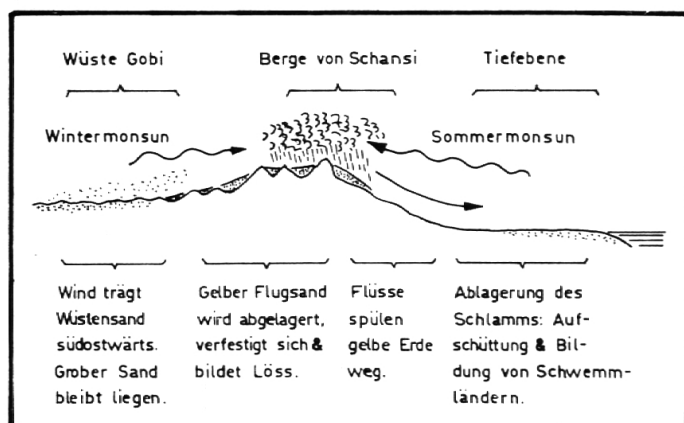 Wüste Gobi
Berge von Schansi
Tiefebene
Wintermonsun
Sommermonsun
Wind trägt
Wüstensand
südostwärts.
Grober Sand
bleibt liegen.
Gelber Flugsand
wird abgelagert,
verfestigt sich &
bildet Löss.
Flüsse
spülen
gelbe Erde
weg.
Ablagerung des
Schlamms: Auf-
schüttung & Bil-
dung von Schwemm-
ländern.